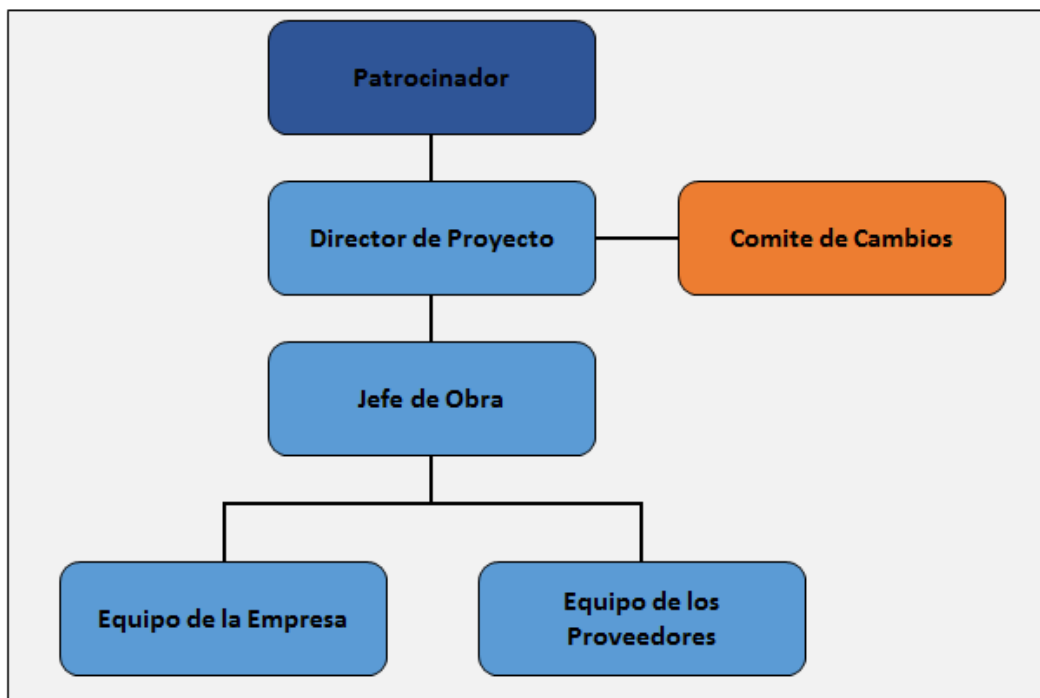 Patrocinador
Director de Proyecto
Comite de Cambios
Jefe de Obra
Equipo de la Empresa
Equipo de los
Proveedores